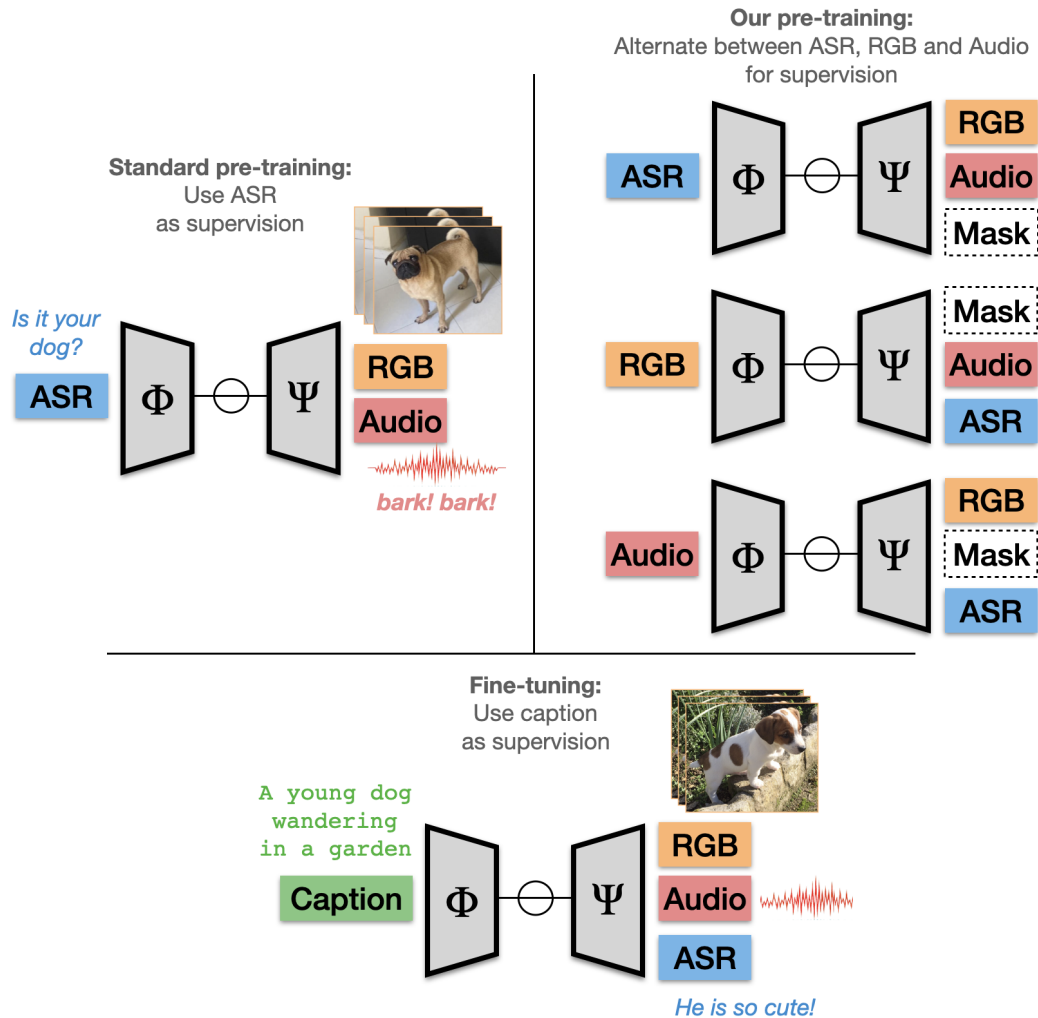 Standard pre-training:
Use ASR
as supervision
Is it your
dog?
ASR
Φ
Ψ
RGB
Audio
bark! bark!
Our pre-training:
Alternate between ASR, RGB and Audio
for supervision
ASR
Φ
Ψ
RGB
Audio
Mask
RGB
Φ
Ψ
Mask
Audio
ASR
Audio
Φ
Ψ
RGB
Mask
ASR
Fine-tuning:
Use caption
as supervision
A young dog
wandering
in a garden
Caption
Φ
Ψ
RGB
Audio
ASR
He is so cute!